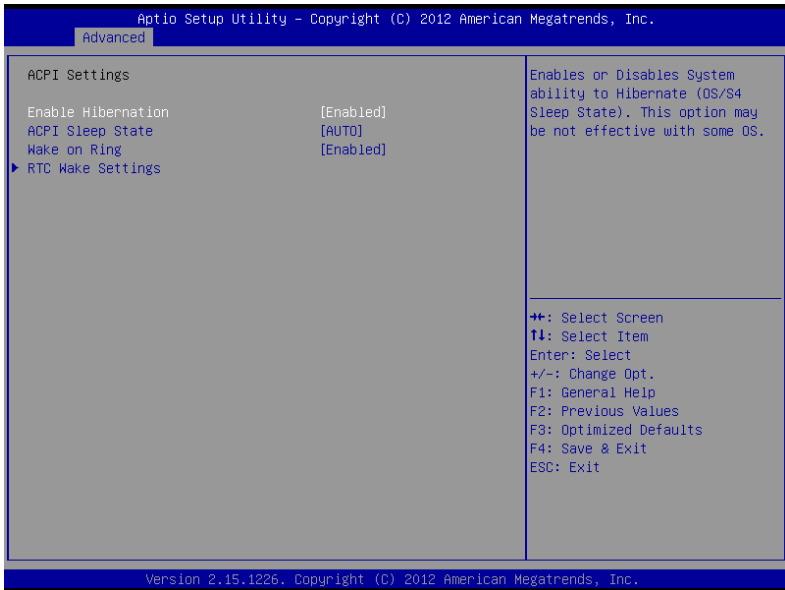 Aptio Setup Utility – Copyright (C) 2012 American Megatrends, Inc.
Advanced
ACPI Settings
Enable Hibernation [Enabled]
ACPI Sleep State [AUTO]
Wake on Ring [Enabled]
RTC Wake Settings
Enables or Disables System
ability to Hibernate (OS/S4
Sleep State). This option may
be not effective with some OS.
→←: Select Screen
↑↓: Select Item
Enter: Select
+/-: Change Opt.
F1: General Help
F2: Previous Values
F3: Optimized Defaults
F4: Save & Exit
ESC: Exit
Version 2.15.1226. Copyright (C) 2012 American Megatrends, Inc.